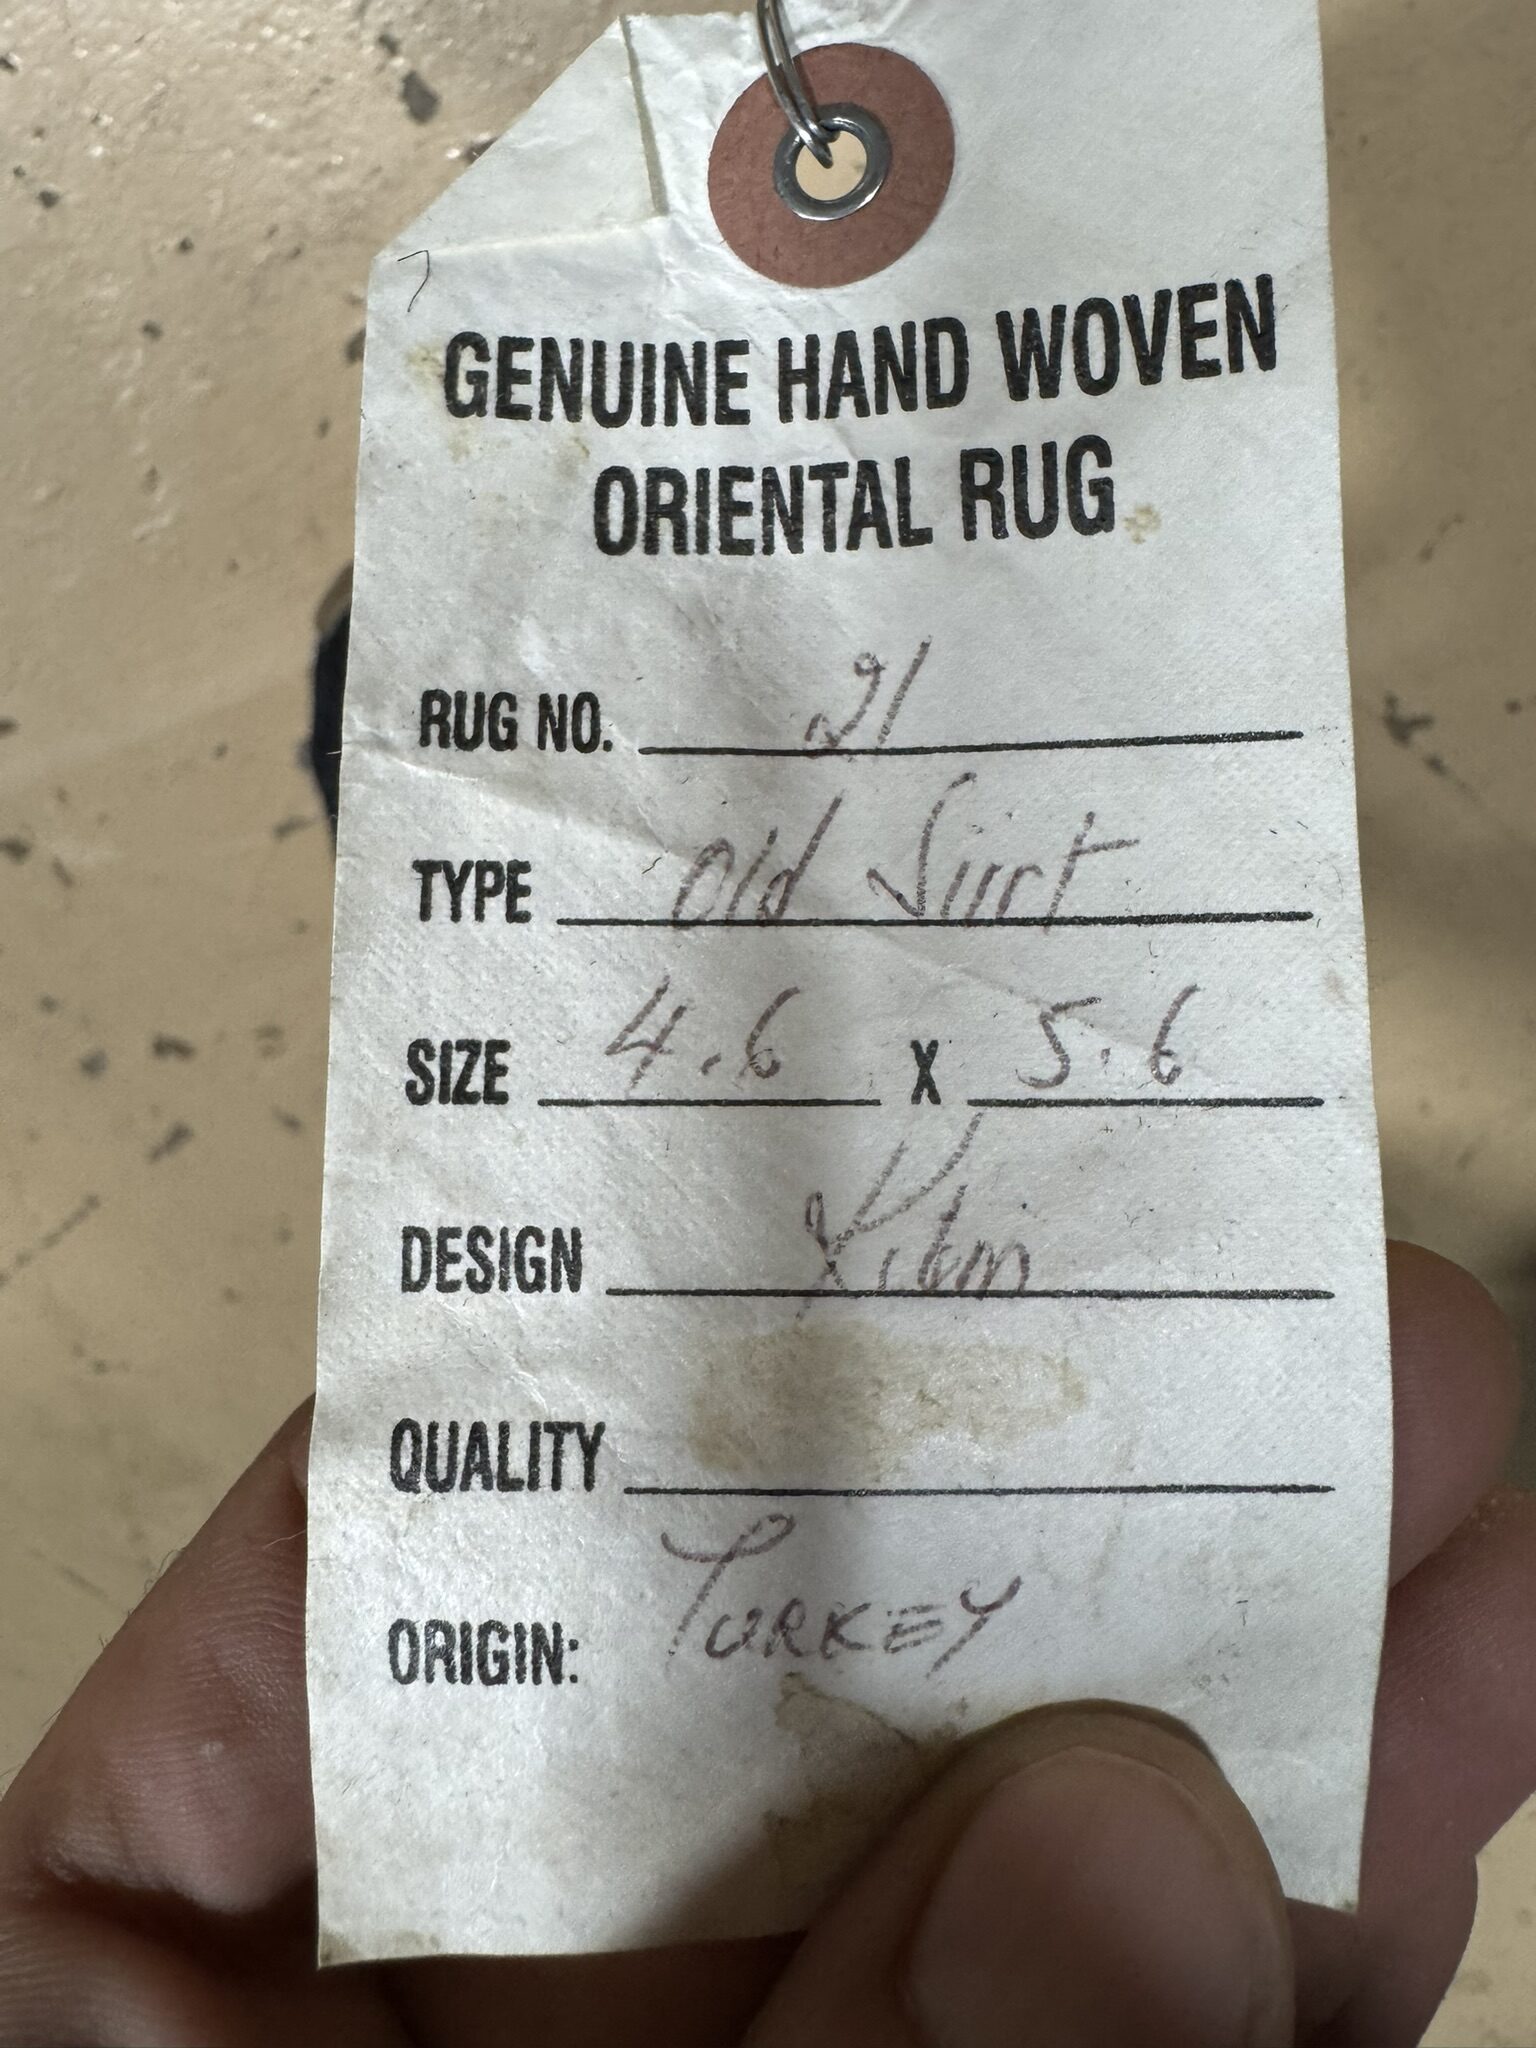 GENUINE HAND WOVEN
ORIENTAL RUG
RUG NO. 21
TYPE Old Siirt
SIZE 4.6 X 5.6
DESIGN Kilim
QUALITY
ORIGIN: TURKEY